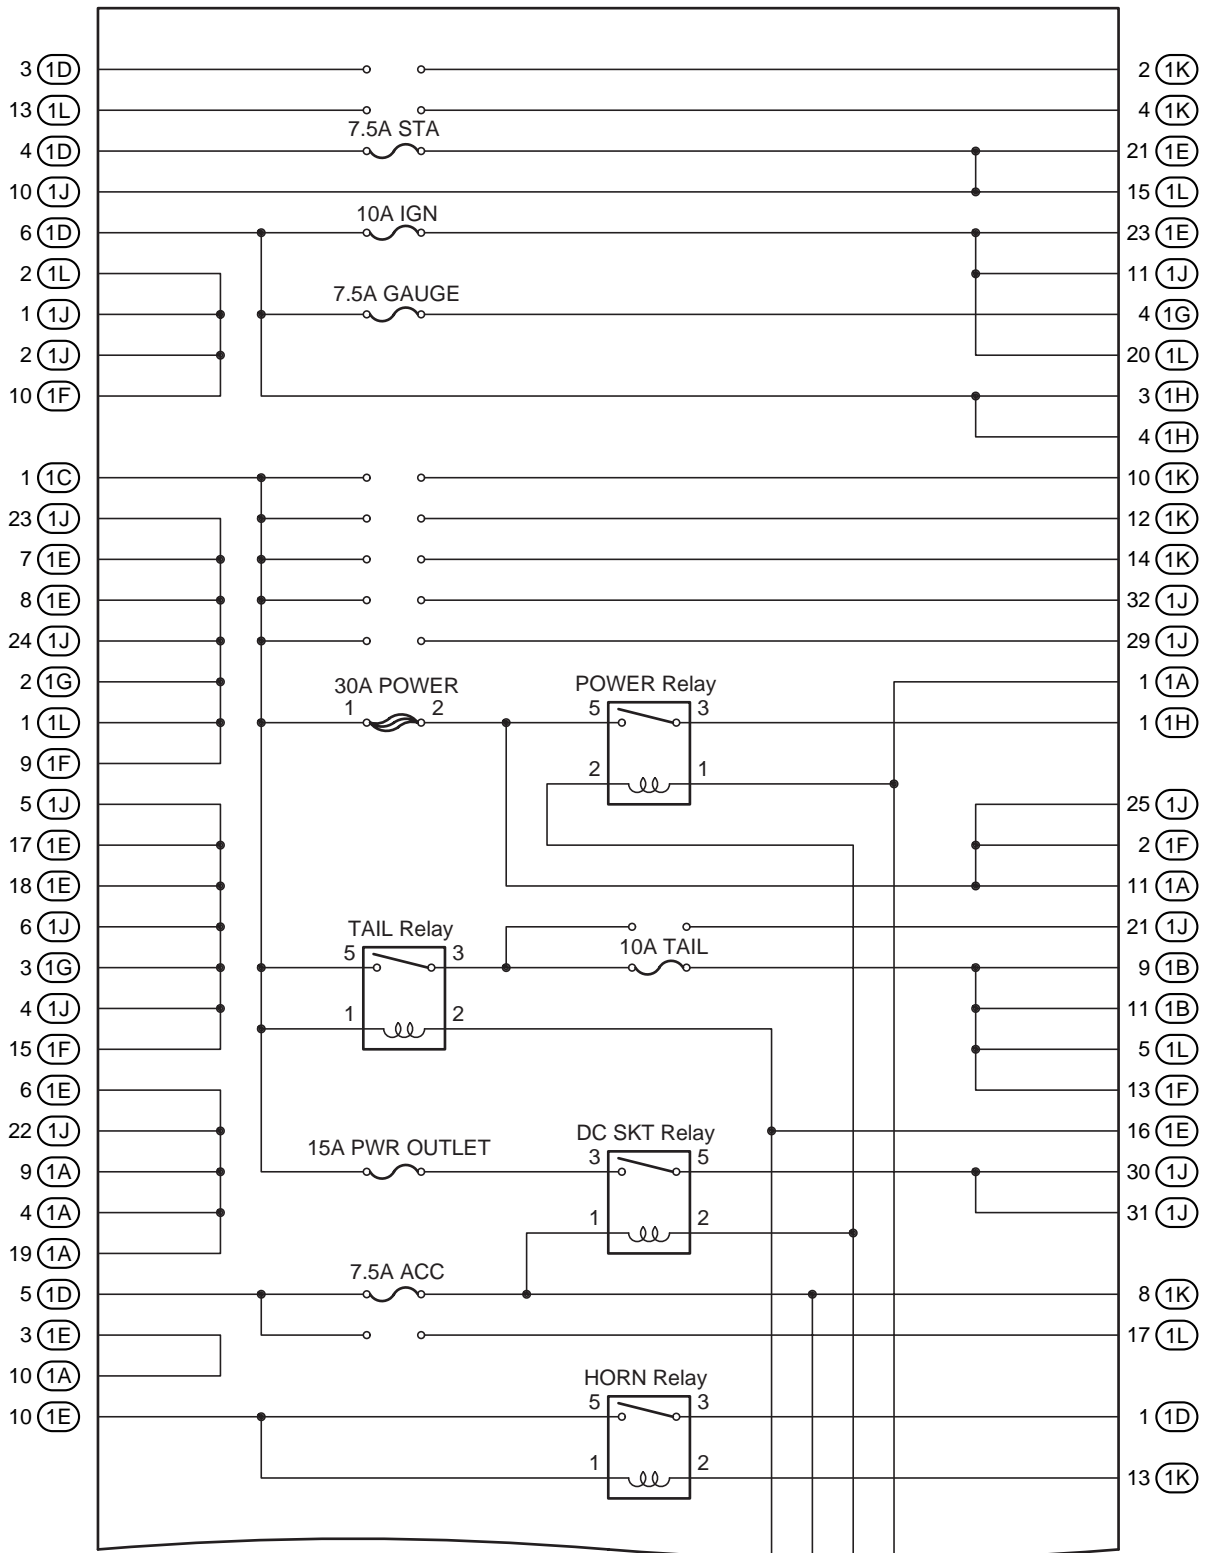 3 1D 2 1K
13 1L 4 1K
7.5A STA
4 1D 21 1E
10 1J 15 1L
10A IGN
6 1D 23 1E
2 1L 11 1J
7.5A GAUGE
1 1J 4 1G
2 1J 20 1L
10 1F 3 1H
4 1H
1 1C 10 1K
23 1J 12 1K
7 1E 14 1K
8 1E 32 1J
24 1J 29 1J
2 1G 30A POWER POWER Relay 1 1A
1 2 5 3
1 1L 1 1H
9 1F 2 1
5 1J 25 1J
17 1E 2 1F
18 1E 11 1A
6 1J TAIL Relay 21 1J
5 3 10A TAIL
3 1G 9 1B
4 1J 1 2 11 1B
15 1F 5 1L
6 1E 13 1F
22 1J DC SKT Relay 16 1E
15A PWR OUTLET 3 5
9 1A 30 1J
4 1A 1 2 31 1J
19 1A
7.5A ACC
5 1D 8 1K
3 1E 17 1L
10 1A HORN Relay
5 3
10 1E 1 1D
1 2
13 1K